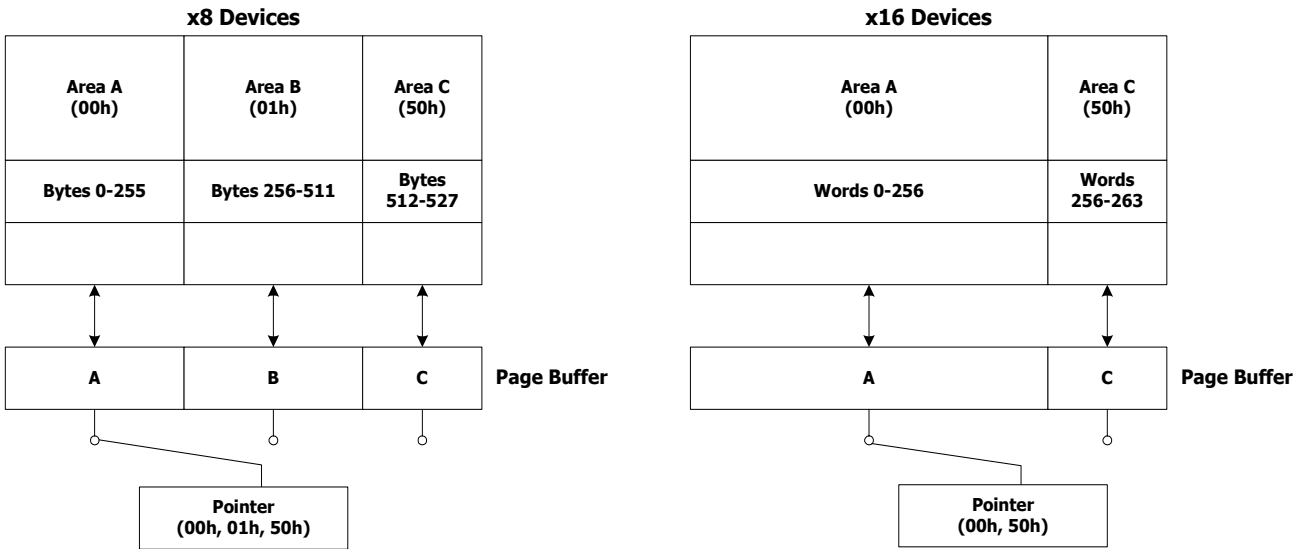 x8 Devices
Area A
(00h)
Area B
(01h)
Area C
(50h)
Bytes 0-255
Bytes 256-511
Bytes
512-527
A
B
C
Page Buffer
Pointer
(00h, 01h, 50h)
x16 Devices
Area A
(00h)
Area C
(50h)
Words 0-256
Words
256-263
A
C
Page Buffer
Pointer
(00h, 50h)